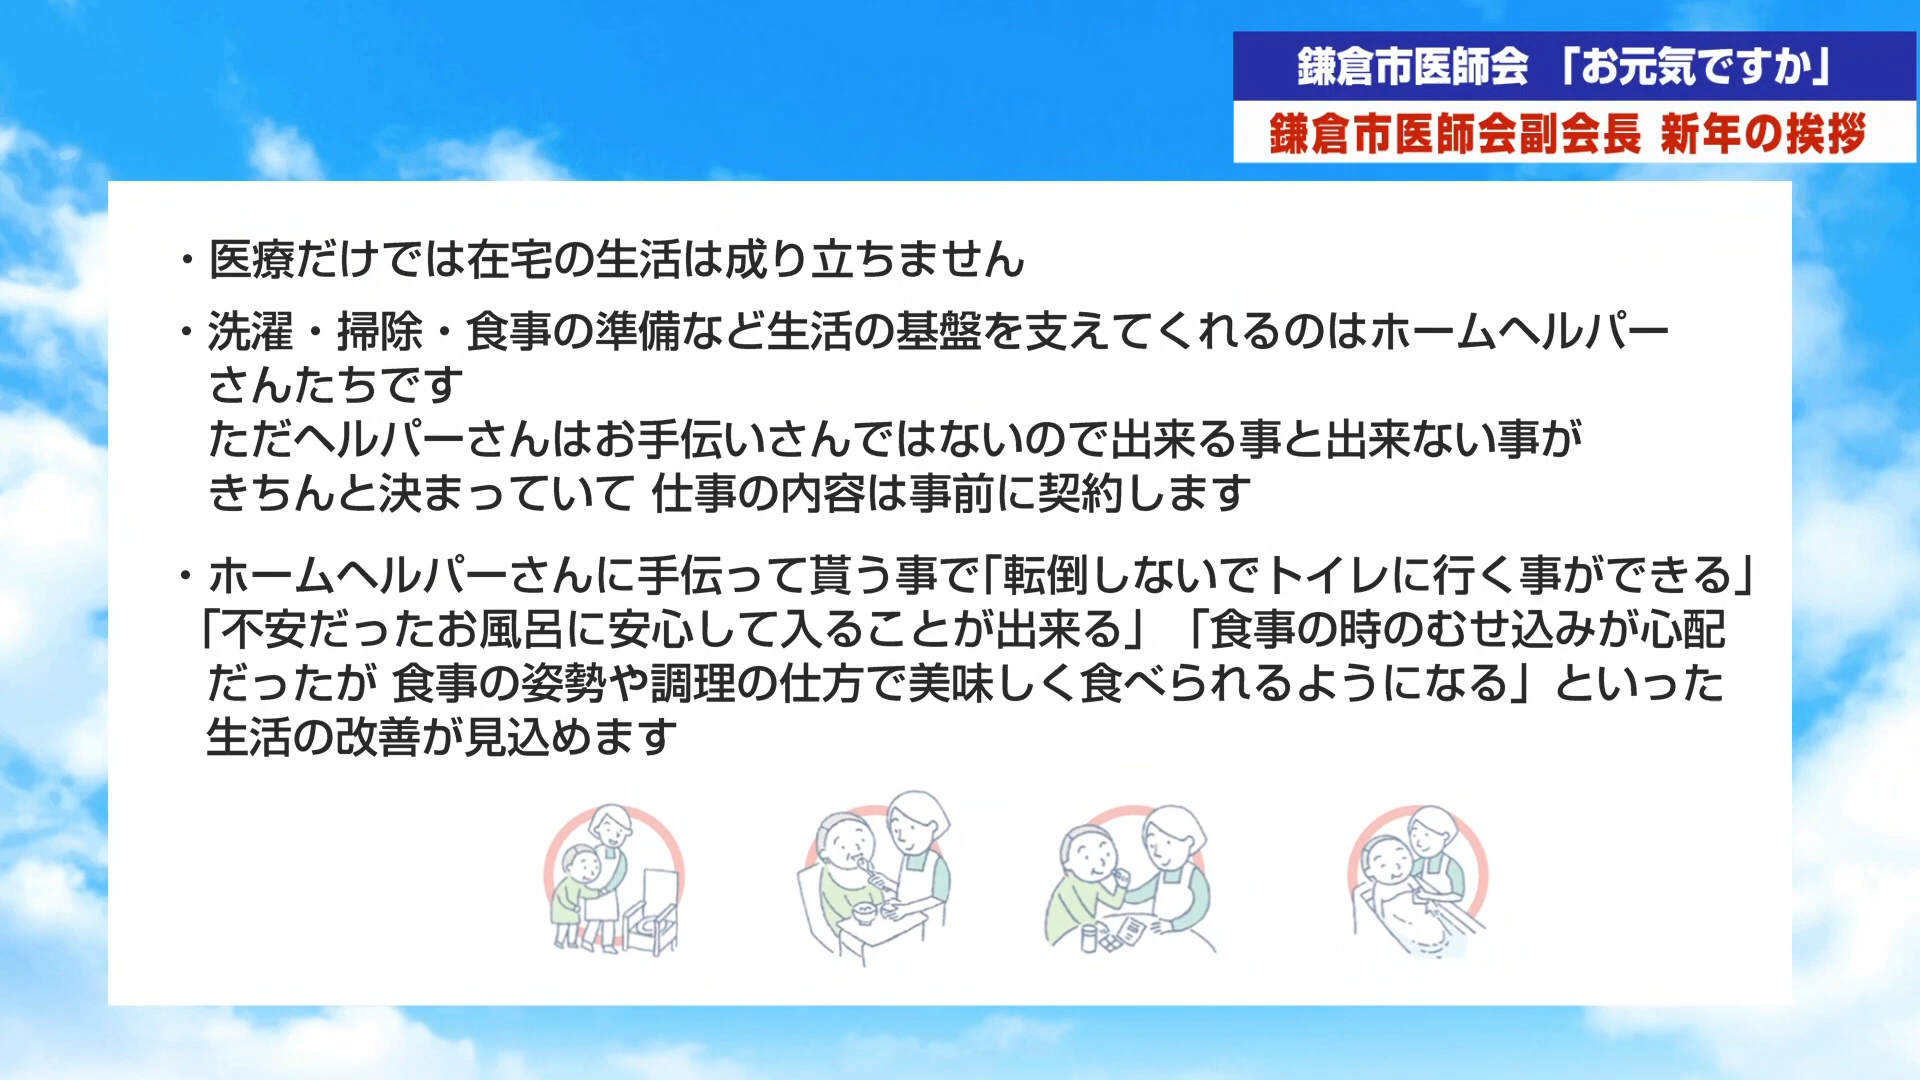 鎌倉市医師会 「お元気ですか」
鎌倉市医師会副会長 新年の挨拶
・医療だけでは在宅の生活は成り立ちません
・洗濯・掃除・食事の準備など生活の基盤を支えてくれるのはホームヘルパー
さんたちです
ただヘルパーさんはお手伝いさんではないので出来る事と出来ない事が
きちんと決まっていて 仕事の内容は事前に契約します
・ホームヘルパーさんに手伝って貰う事で「転倒しないでトイレに行く事ができる」
「不安だったお風呂に安心して入ることが出来る」「食事の時のむせ込みが心配
だったが 食事の姿勢や調理の仕方で美味しく食べられるようになる」といった
生活の改善が見込めます